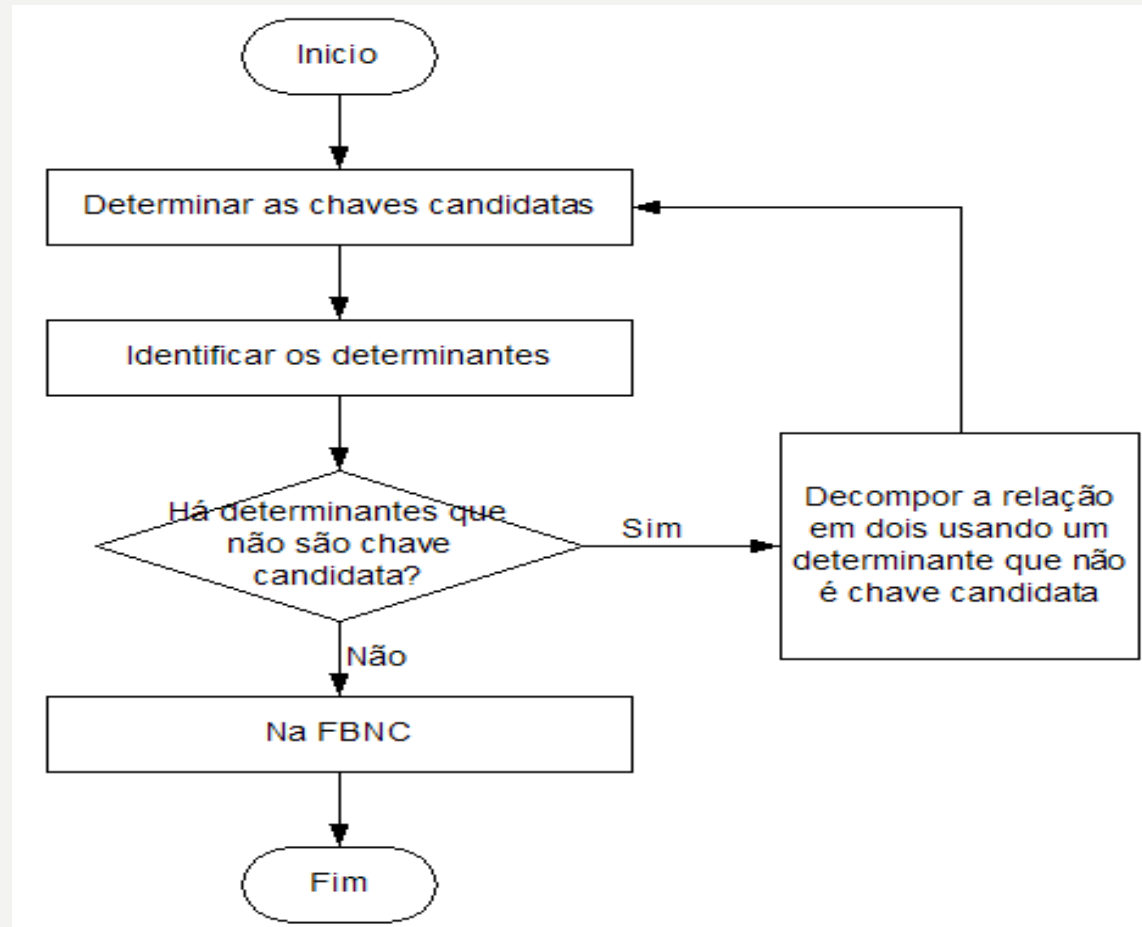 Inicio
Determinar as chaves candidatas
Identificar os determinantes
Há determinantes que
não são chave
candidata?
Sim
Decompor a relação
em dois usando um
determinante que não
é chave candidata
Não
Na FBNC
Fim